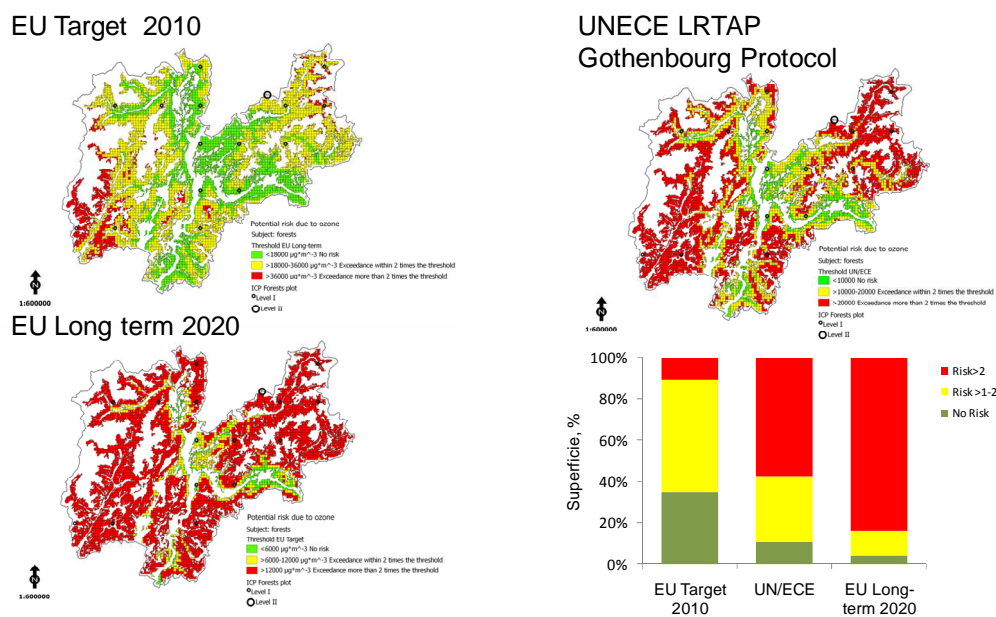 EU Target 2010
Potential risk due to ozone
Subject: forests
Threshold EU Long-term
<18000 µg*m^-3 No risk
>18000-36000 µg*m^-3 Exceedance within 2 times the threshold
>36000 µg*m^-3 Exceedance more than 2 times the threshold
ICP Forests plot
Level I
Level II
N
1:600000
EU Long term 2020
Potential risk due to ozone
Subject: forests
Threshold EU Target
<6000 µg*m^-3 No risk
>6000-12000 µg*m^-3 Exceedance within 2 times the threshold
>12000 µg*m^-3 Exceedance more than 2 times the threshold
ICP Forests plot
Level I
Level II
N
1:600000
UNECE LRTAP
Gothenbourg Protocol
Potential risk due to ozone
Subject: forests
Threshold UN/ECE
<10000 No risk
>10000-20000 Exceedance within 2 times the threshold
>20000 Exceedance more than 2 times the threshold
ICP Forests plot
Level I
Level II
N
1:600000
100%
80%
60%
40%
20%
0%
Superficie, %
EU Target
2010
UN/ECE
EU Long-
term 2020
Risk>2
Risk >1-2
No Risk